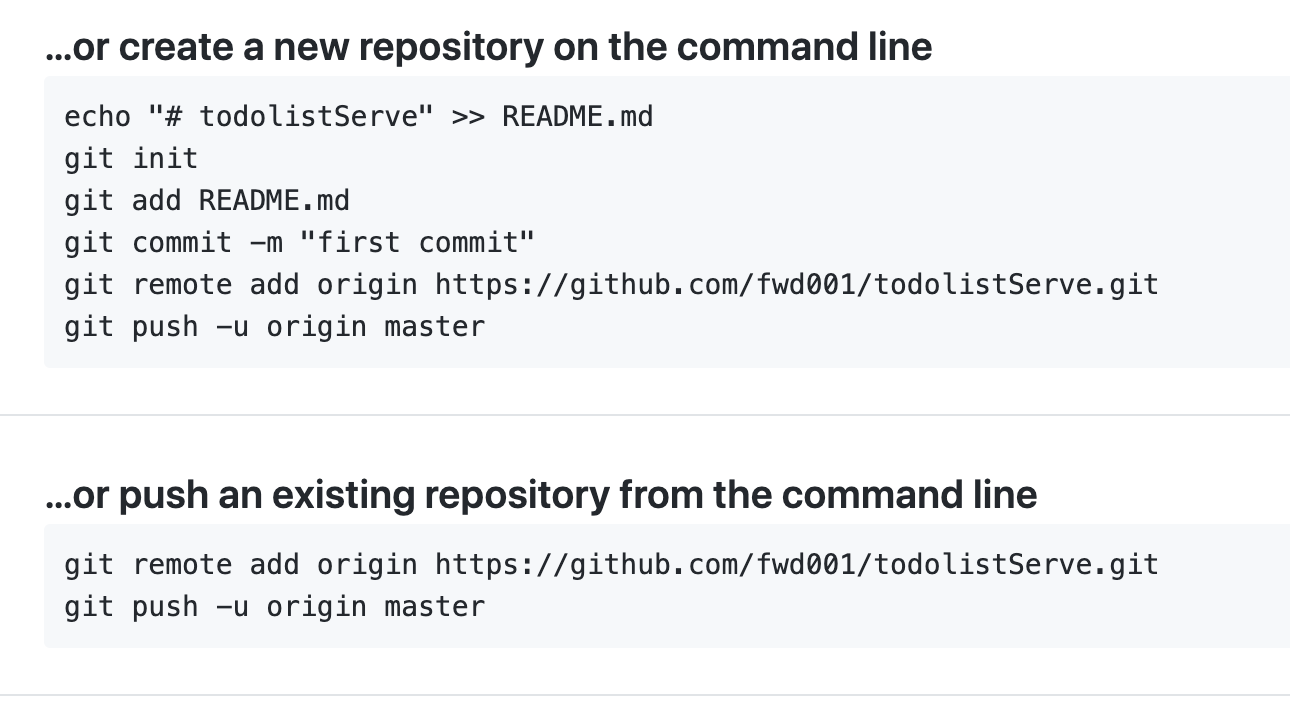 ...or create a new repository on the command line
echo "# todolistServe" >> README.md
git init
git add README.md
git commit -m "first commit"
git remote add origin https://github.com/fwd001/todolistServe.git
git push -u origin master
...or push an existing repository from the command line
git remote add origin https://github.com/fwd001/todolistServe.git
git push -u origin master